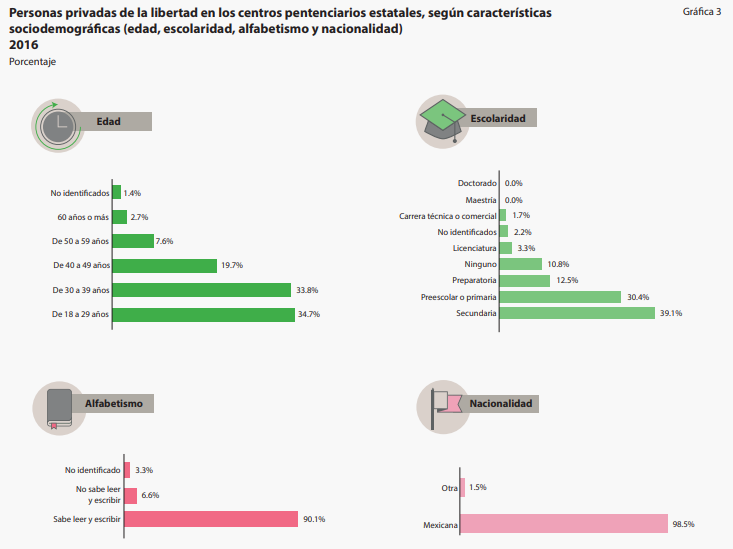 Personas privadas de la libertad en los centros pentenciarios estatales, según características
sociodemográficas (edad, escolaridad, alfabetismo y nacionalidad)
2016
Porcentaje
Gráfica 3
Edad
No identificados 1.4%
60 años o más 2.7%
De 50 a 59 años 7.6%
De 40 a 49 años 19.7%
De 30 a 39 años 33.8%
De 18 a 29 años 34.7%
Escolaridad
Doctorado 0.0%
Maestría 0.0%
Carrera técnica o comercial 1.7%
No identificados 2.2%
Licenciatura 3.3%
Ninguno 10.8%
Preparatoria 12.5%
Preescolar o primaria 30.4%
Secundaria 39.1%
Alfabetismo
No identificado 3.3%
No sabe leer
y escribir 6.6%
Sabe leer y escribir 90.1%
Nacionalidad
Otra 1.5%
Mexicana 98.5%